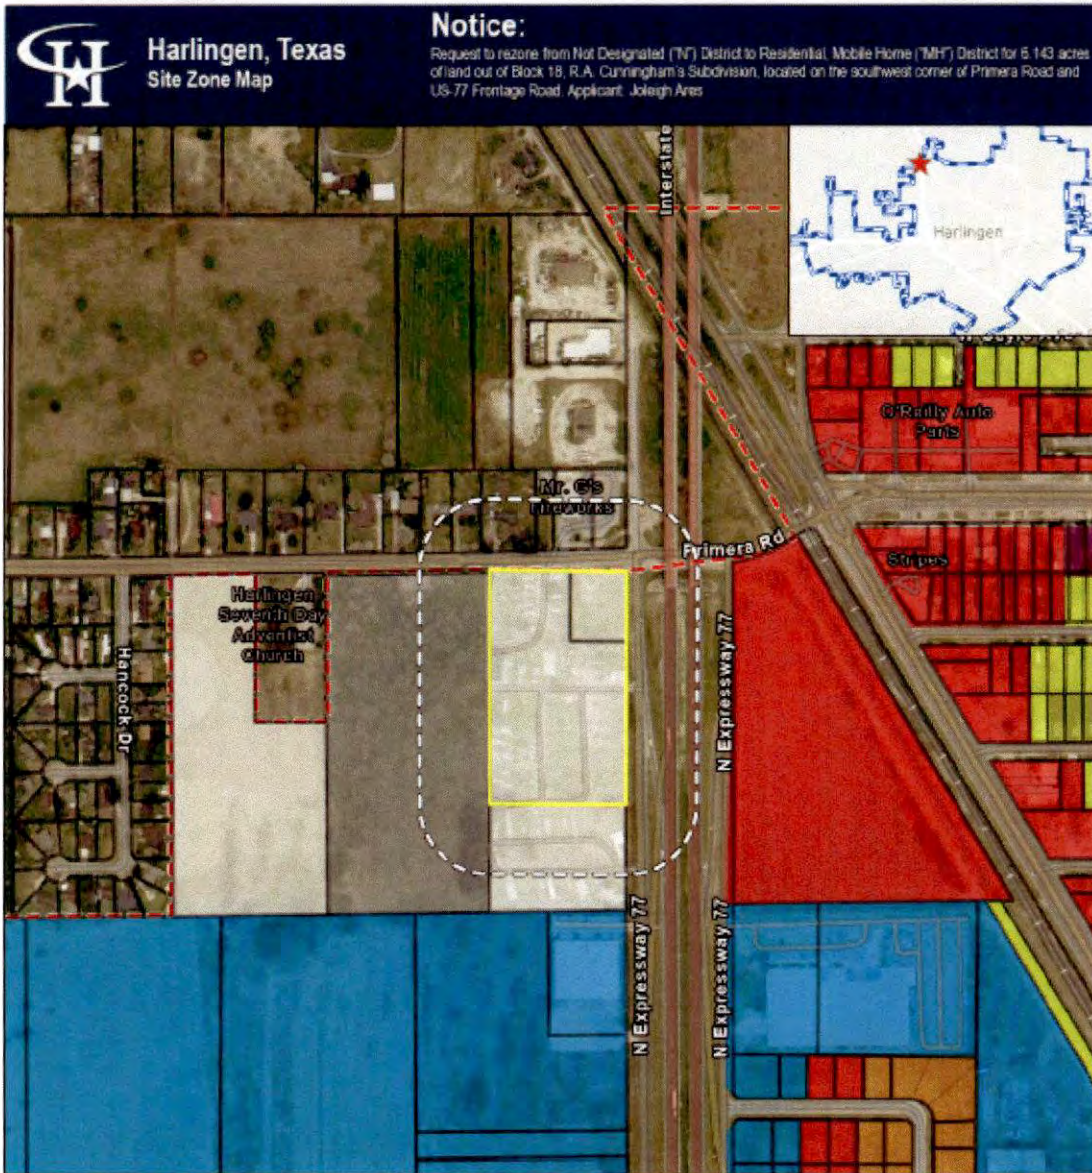 Harlingen, Texas
Site Zone Map
Notice:
Request to rezone from Not Designated ("N") District to Residential, Mobile Home ("MH") District for 6.143 acres
of land out of Block 18, R.A. Cunningham's Subdivision, located on the southwest corner of Primera Road and
US-77 Frontage Road. Applicant: Joleigh Ares
Interstate
Harlingen
O'Reilly Auto
Parts
Mr. G's
Fireworks
Primera Rd
Stripes
Harlingen
Seventh Day
Adventist
Church
Hancock Dr
N Expressway 77
N Expressway 77
N Expressway 77